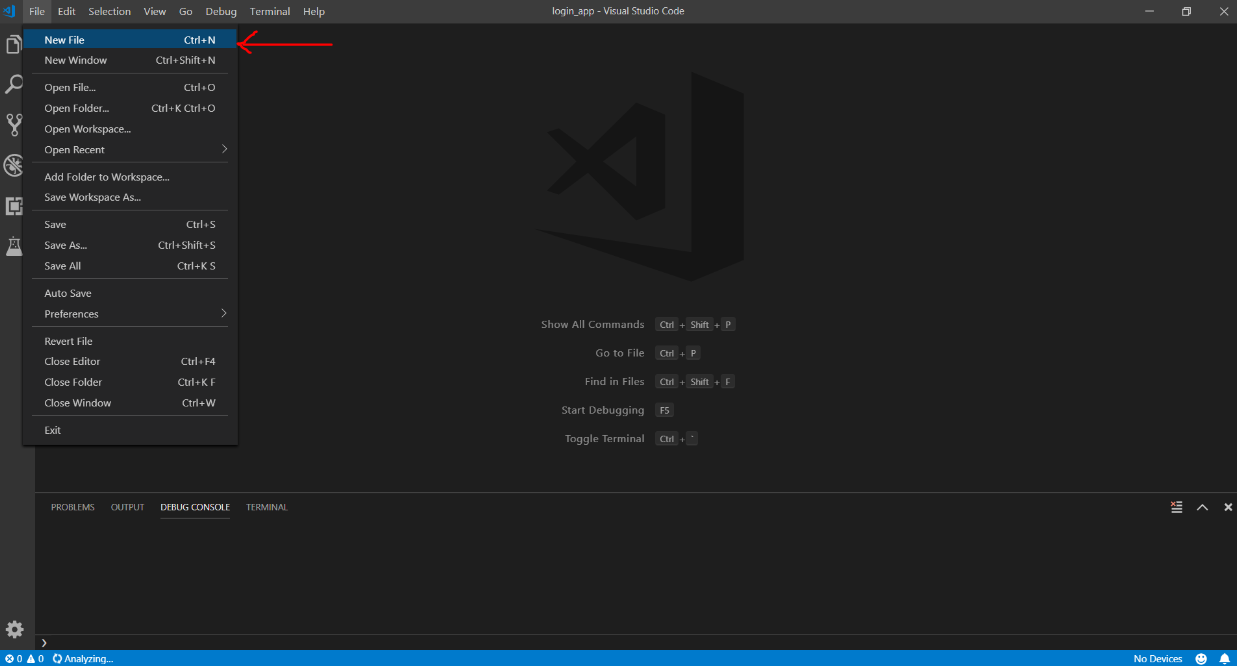 File Edit Selection View Go Debug Terminal Help login_app - Visual Studio Code
New File Ctrl+N
New Window Ctrl+Shift+N
Open File... Ctrl+O
Open Folder... Ctrl+K Ctrl+O
Open Workspace...
Open Recent
Add Folder to Workspace...
Save Workspace As...
Save Ctrl+S
Save As... Ctrl+Shift+S
Save All Ctrl+K S
Auto Save
Preferences
Revert File
Close Editor Ctrl+F4
Close Folder Ctrl+K F
Close Window Ctrl+W
Exit
Show All Commands Ctrl + Shift + P
Go to File Ctrl + P
Find in Files Ctrl + Shift + F
Start Debugging F5
Toggle Terminal Ctrl + `
PROBLEMS OUTPUT DEBUG CONSOLE TERMINAL
0 0 Analyzing... No Devices